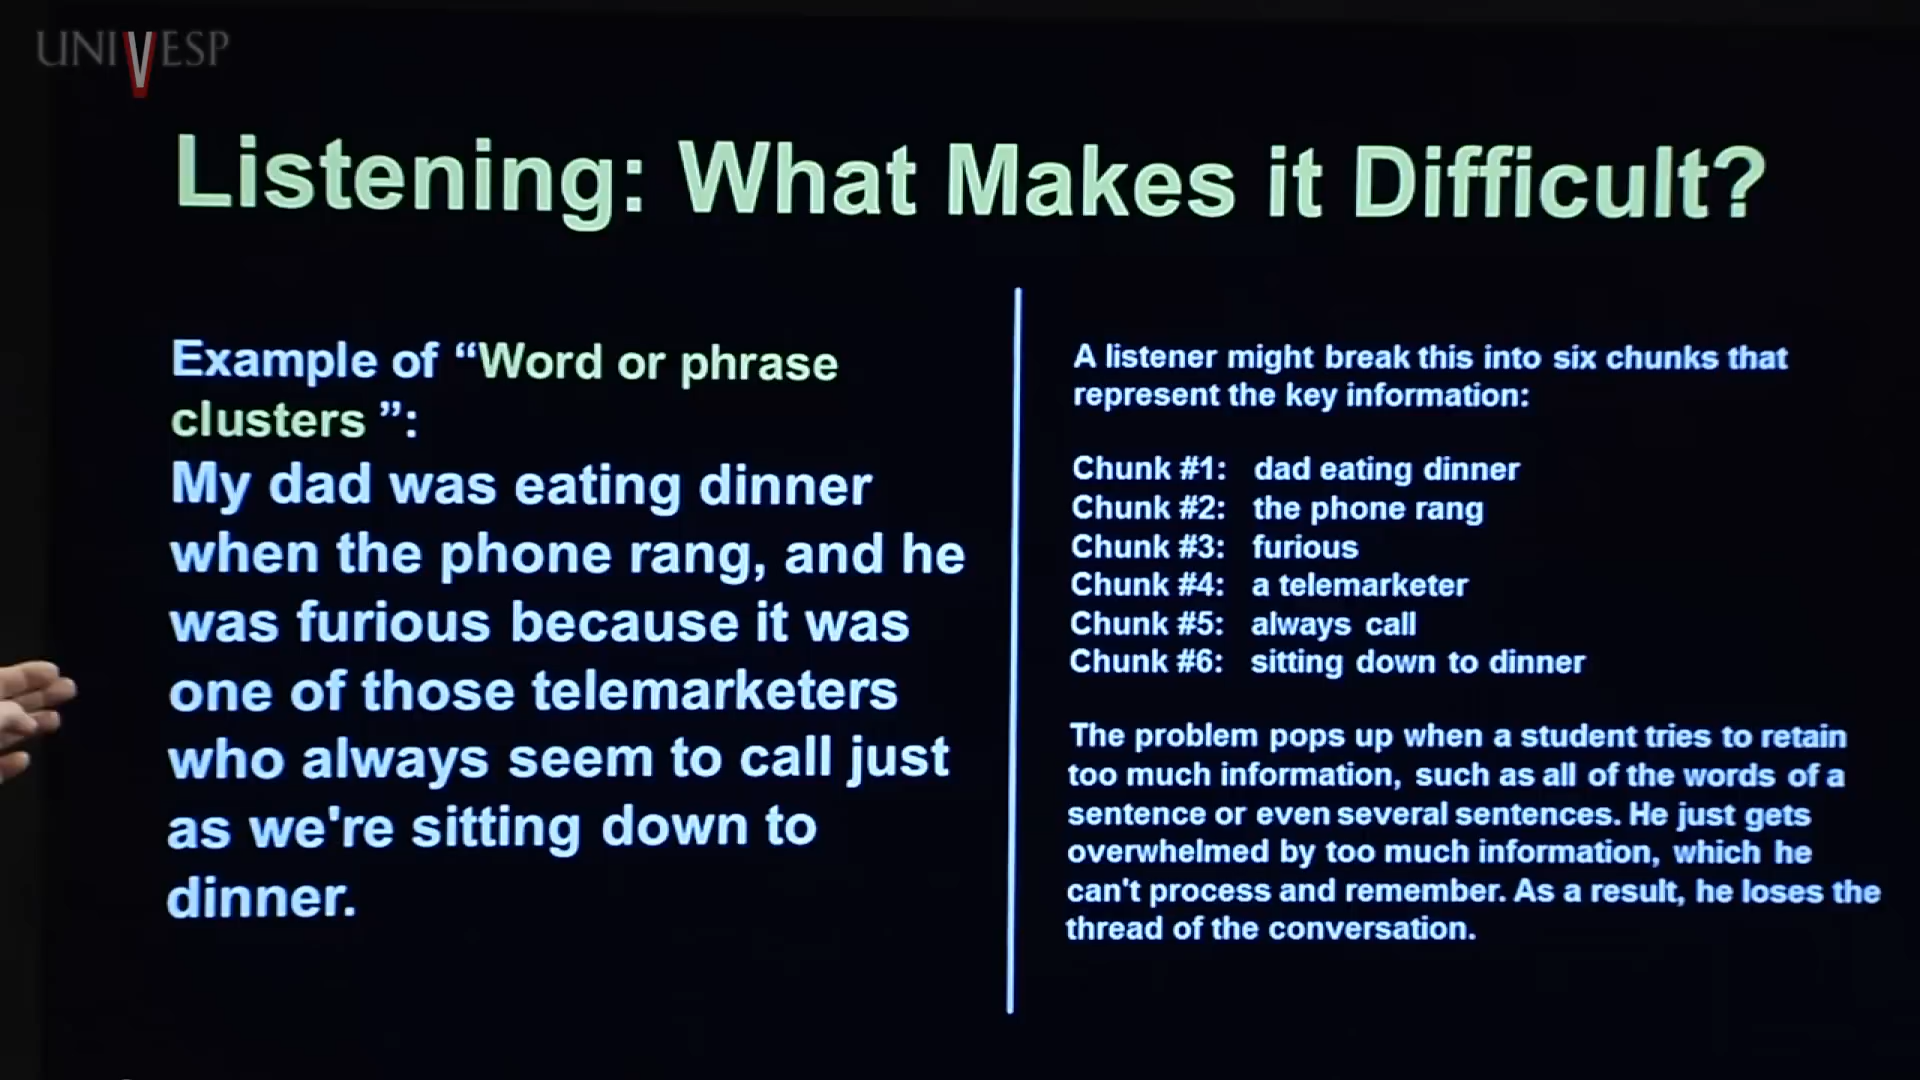 UNIVESP
Listening: What Makes it Difficult?
Example of “Word or phrase
clusters ”:
My dad was eating dinner
when the phone rang, and he
was furious because it was
one of those telemarketers
who always seem to call just
as we're sitting down to
dinner.
A listener might break this into six chunks that
represent the key information:
Chunk #1: dad eating dinner
Chunk #2: the phone rang
Chunk #3: furious
Chunk #4: a telemarketer
Chunk #5: always call
Chunk #6: sitting down to dinner
The problem pops up when a student tries to retain
too much information, such as all of the words of a
sentence or even several sentences. He just gets
overwhelmed by too much information, which he
can't process and remember. As a result, he loses the
thread of the conversation.